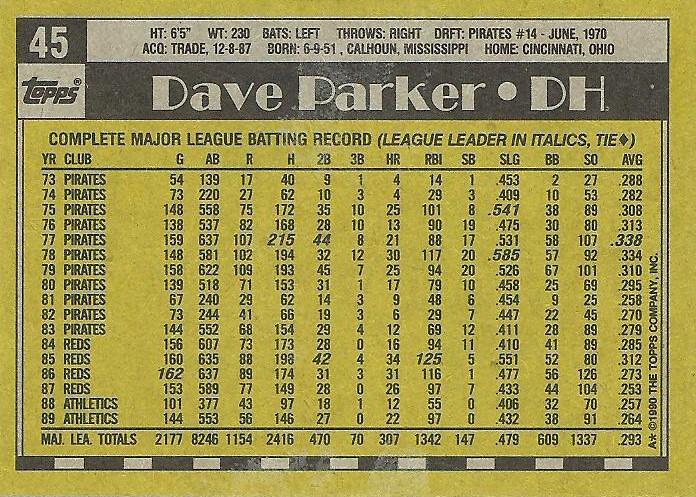 45
HT: 6'5" WT: 230 BATS: LEFT THROWS: RIGHT DRFT: PIRATES #14 - JUNE, 1970
ACQ: TRADE, 12-8-87 BORN: 6-9-51, CALHOUN, MISSISSIPPI HOME: CINCINNATI, OHIO
Topps®
Dave Parker • DH
COMPLETE MAJOR LEAGUE BATTING RECORD (LEAGUE LEADER IN ITALICS, TIE♦)
YR CLUB G AB R H 2B 3B HR RBI SB SLG BB SO AVG
73 PIRATES 54 139 17 40 9 1 4 14 1 .453 2 27 .288
74 PIRATES 73 220 27 62 10 3 4 29 3 .409 10 53 .282
75 PIRATES 148 558 75 172 35 10 25 101 8 .541 38 89 .308
76 PIRATES 138 537 82 168 28 10 13 90 19 .475 30 80 .313
77 PIRATES 159 637 107 215 44 8 21 88 17 .531 58 107 .338
78 PIRATES 148 581 102 194 32 12 30 117 20 .585 57 92 .334
79 PIRATES 158 622 109 193 45 7 25 94 20 .526 67 101 .310
80 PIRATES 139 518 71 153 31 1 17 79 10 .458 25 69 .295
81 PIRATES 67 240 29 62 14 3 9 48 6 .454 9 25 .258
82 PIRATES 73 244 41 66 19 3 6 29 7 .447 22 45 .270
83 PIRATES 144 552 68 154 29 4 12 69 12 .411 28 89 .279
84 REDS 156 607 73 173 28 0 16 94 11 .410 41 89 .285
85 REDS 160 635 88 198 42 4 34 125 5 .551 52 80 .312
86 REDS 162 637 89 174 31 3 31 116 1 .477 56 126 .273
87 REDS 153 589 77 149 28 0 26 97 7 .433 44 104 .253
88 ATHLETICS 101 377 43 97 18 1 12 55 0 .406 32 70 .257
89 ATHLETICS 144 553 56 146 27 0 22 97 0 .432 38 91 .264
MAJ. LEA. TOTALS 2177 8246 1154 2416 470 70 307 1342 147 .479 609 1337 .293
A★ ©1990 THE TOPPS COMPANY, INC.